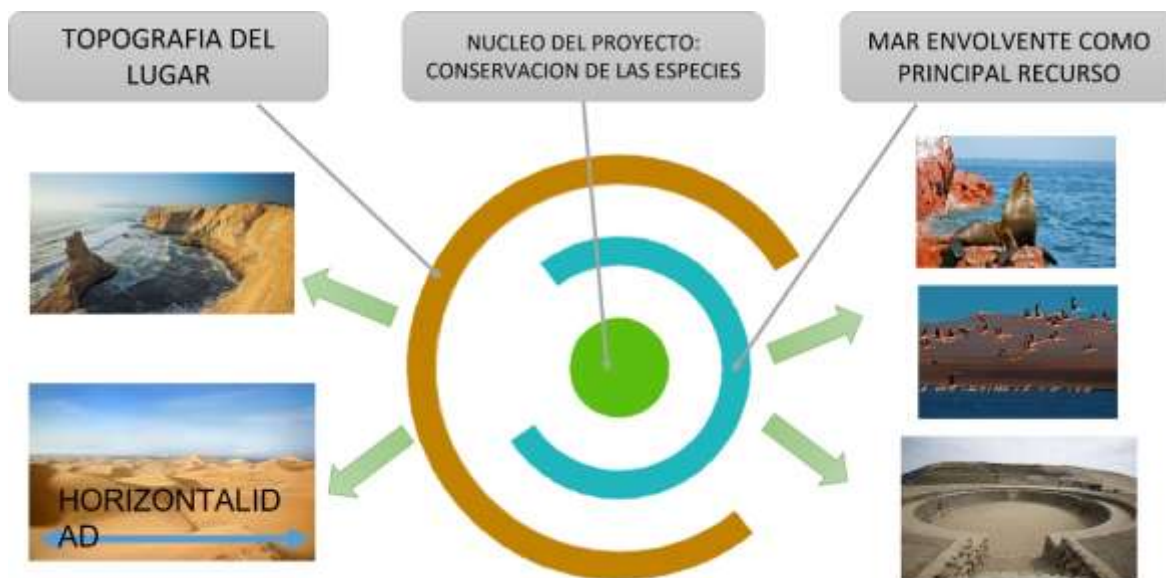 TOPOGRAFIA DEL
LUGAR
NUCLEO DEL PROYECTO:
CONSERVACION DE LAS ESPECIES
MAR ENVOLVENTE COMO
PRINCIPAL RECURSO
HORIZONTALID
AD